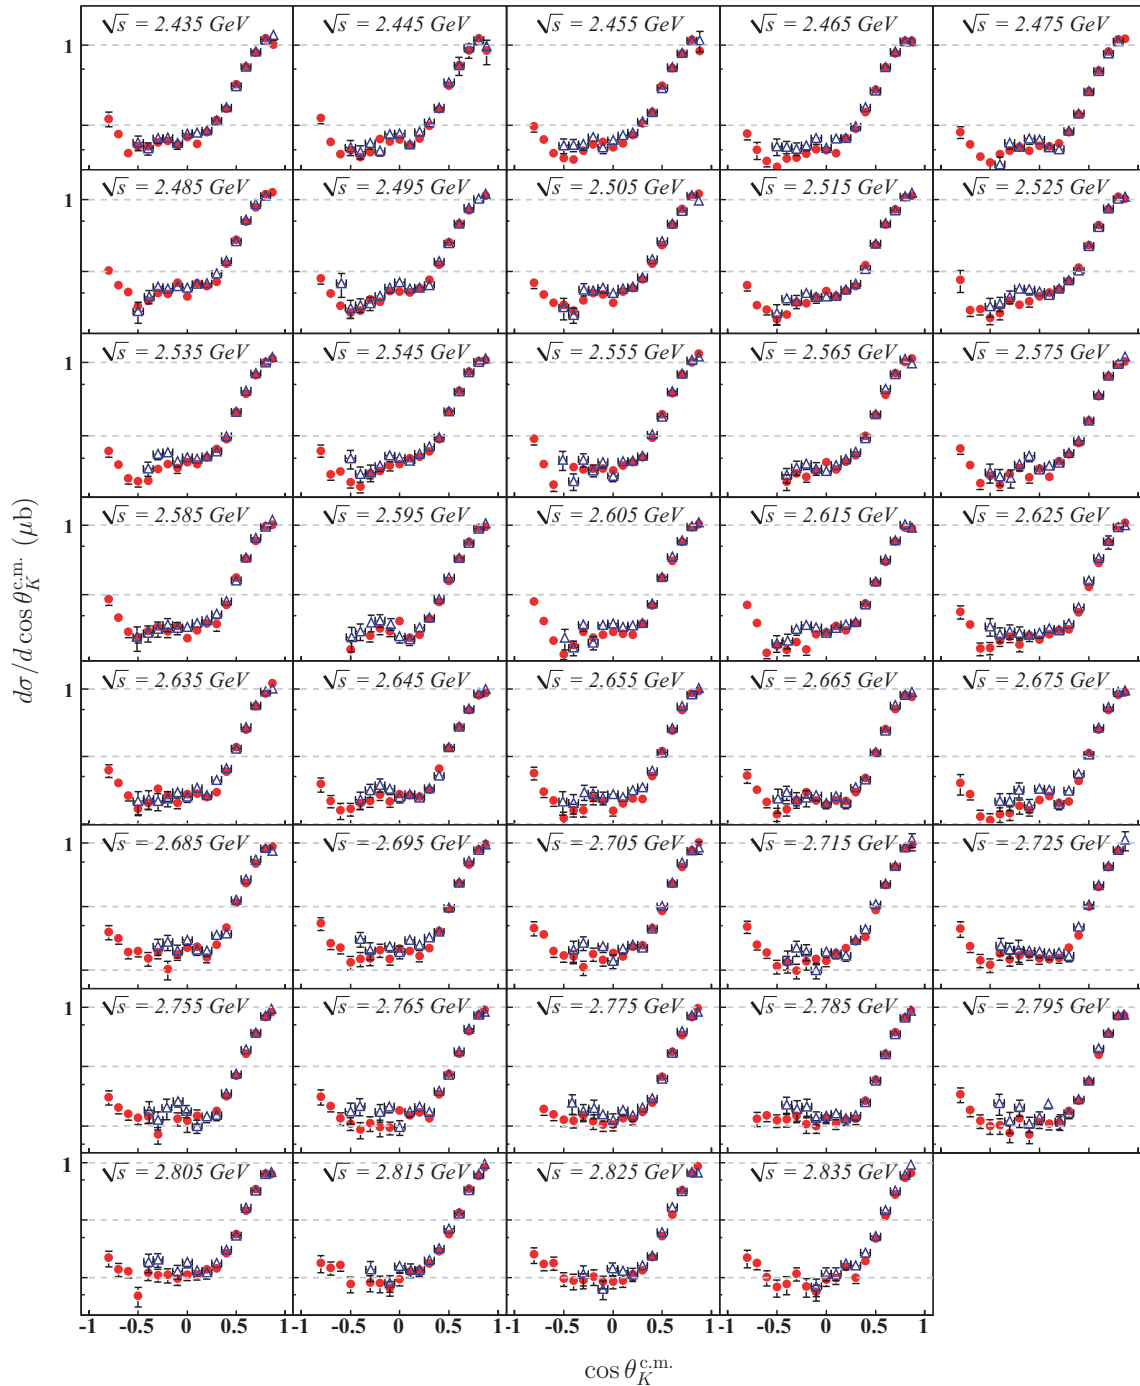 √s = 2.435 GeV √s = 2.445 GeV √s = 2.455 GeV √s = 2.465 GeV √s = 2.475 GeV
1
√s = 2.485 GeV √s = 2.495 GeV √s = 2.505 GeV √s = 2.515 GeV √s = 2.525 GeV
1
√s = 2.535 GeV √s = 2.545 GeV √s = 2.555 GeV √s = 2.565 GeV √s = 2.575 GeV
1
√s = 2.585 GeV √s = 2.595 GeV √s = 2.605 GeV √s = 2.615 GeV √s = 2.625 GeV
1
√s = 2.635 GeV √s = 2.645 GeV √s = 2.655 GeV √s = 2.665 GeV √s = 2.675 GeV
1
√s = 2.685 GeV √s = 2.695 GeV √s = 2.705 GeV √s = 2.715 GeV √s = 2.725 GeV
1
√s = 2.755 GeV √s = 2.765 GeV √s = 2.775 GeV √s = 2.785 GeV √s = 2.795 GeV
1
√s = 2.805 GeV √s = 2.815 GeV √s = 2.825 GeV √s = 2.835 GeV
1
dσ/d cos θ_K^c.m. (μb)
-1 -0.5 0 0.5 1 -0.5 0 0.5 1 -0.5 0 0.5 1 -0.5 0 0.5 1
cos θ_K^c.m.